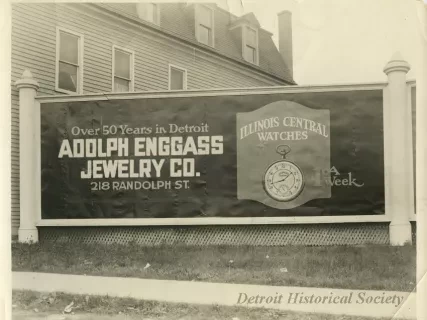 Over 50 Years in Detroit
ADOLPH ENGGASS
JEWELRY CO.
218 RANDOLPH ST.
ILLINOIS CENTRAL
WATCHES
A
Week
Detroit Historical Society